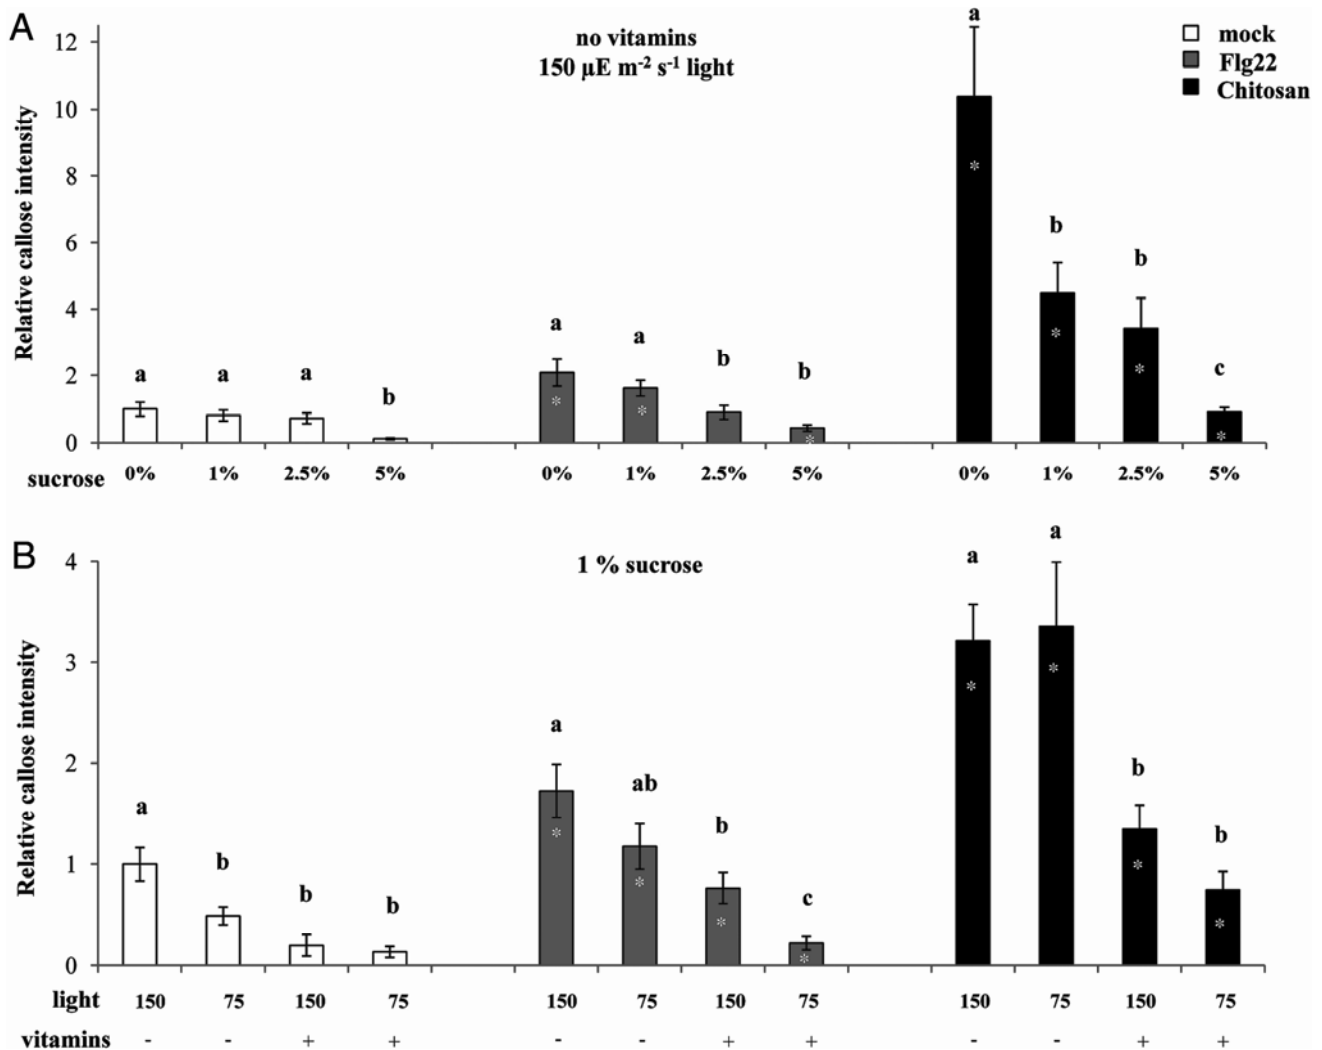 A
no vitamins
150 µE m-2 s-1 light
mock
Flg22
Chitosan
Relative callose intensity
12
10
8
6
4
2
0
a a a b a a b b a b b c
* * * * * * *
sucrose 0% 1% 2.5% 5% 0% 1% 2.5% 5% 0% 1% 2.5% 5%
B
1 % sucrose
Relative callose intensity
4
3
2
1
0
a b b b a ab b c a a b b
* * * * * * * *
light 150 75 150 75 150 75 150 75 150 75 150 75
vitamins - - + + - - + + - - + +